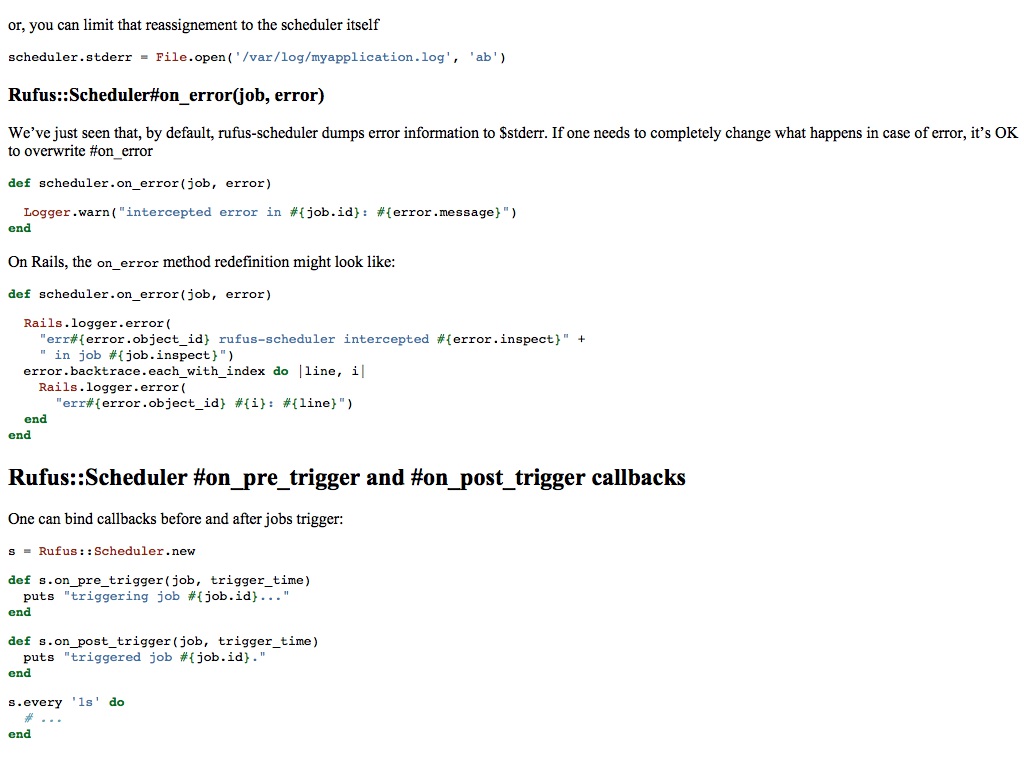 or, you can limit that reassignement to the scheduler itself
scheduler.stderr = File.open('/var/log/myapplication.log', 'ab')
Rufus::Scheduler#on_error(job, error)
We’ve just seen that, by default, rufus-scheduler dumps error information to $stderr. If one needs to completely change what happens in case of error, it’s OK
to overwrite #on_error
def scheduler.on_error(job, error)
  Logger.warn("intercepted error in #{job.id}: #{error.message}")
end
On Rails, the on_error method redefinition might look like:
def scheduler.on_error(job, error)
  Rails.logger.error(
    "err#{error.object_id} rufus-scheduler intercepted #{error.inspect}" +
    " in job #{job.inspect}")
  error.backtrace.each_with_index do |line, i|
    Rails.logger.error(
      "err#{error.object_id} #{i}: #{line}")
  end
end
Rufus::Scheduler #on_pre_trigger and #on_post_trigger callbacks
One can bind callbacks before and after jobs trigger:
s = Rufus::Scheduler.new
def s.on_pre_trigger(job, trigger_time)
  puts "triggering job #{job.id}..."
end
def s.on_post_trigger(job, trigger_time)
  puts "triggered job #{job.id}."
end
s.every '1s' do
  # ...
end